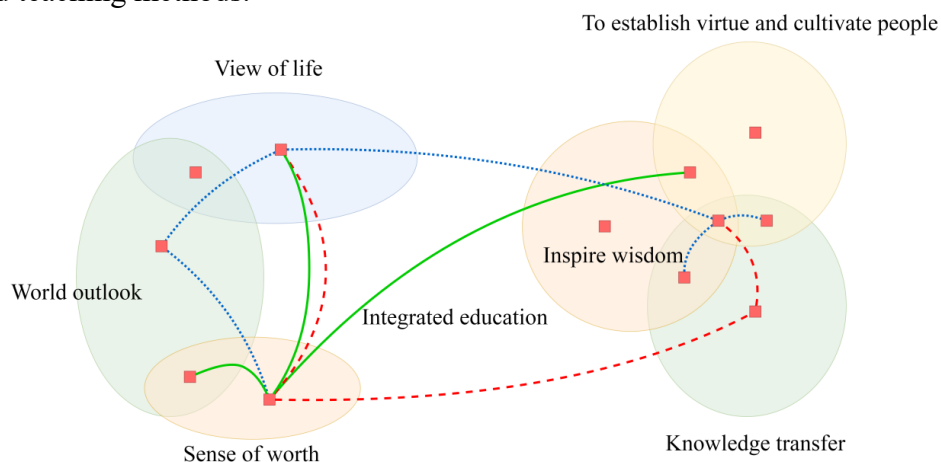 To establish virtue and cultivate people
View of life
Inspire wisdom
World outlook
Integrated education
Knowledge transfer
Sense of worth